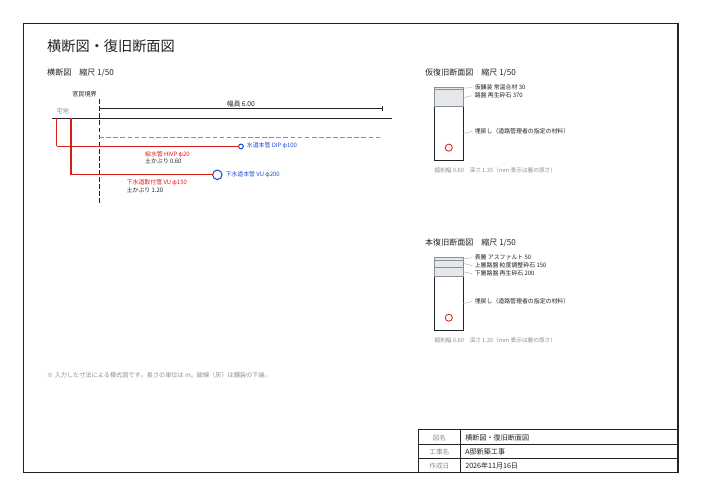 横断図・復旧断面図
横断図　縮尺 1/50
官民境界
宅地
幅員 6.00
水道本管 DIP φ100
給水管 HIVP φ20
土かぶり 0.60
下水道本管 VU φ200
下水道取付管 VU φ150
土かぶり 1.20
仮復旧断面図　縮尺 1/50
仮舗装 常温合材 30
路盤 再生砕石 370
埋戻し（道路管理者の指定の材料）
掘削幅 0.60　深さ 1.35（mm 表示は層の厚さ）
本復旧断面図　縮尺 1/50
表層 アスファルト 50
上層路盤 粒度調整砕石 150
下層路盤 再生砕石 200
埋戻し（道路管理者の指定の材料）
掘削幅 0.60　深さ 1.35（mm 表示は層の厚さ）
※ 入力した寸法による模式図です。長さの単位は m。破線（灰）は舗装の下端。
図名　横断図・復旧断面図
工事名　A邸新築工事
作成日　2026年11月16日